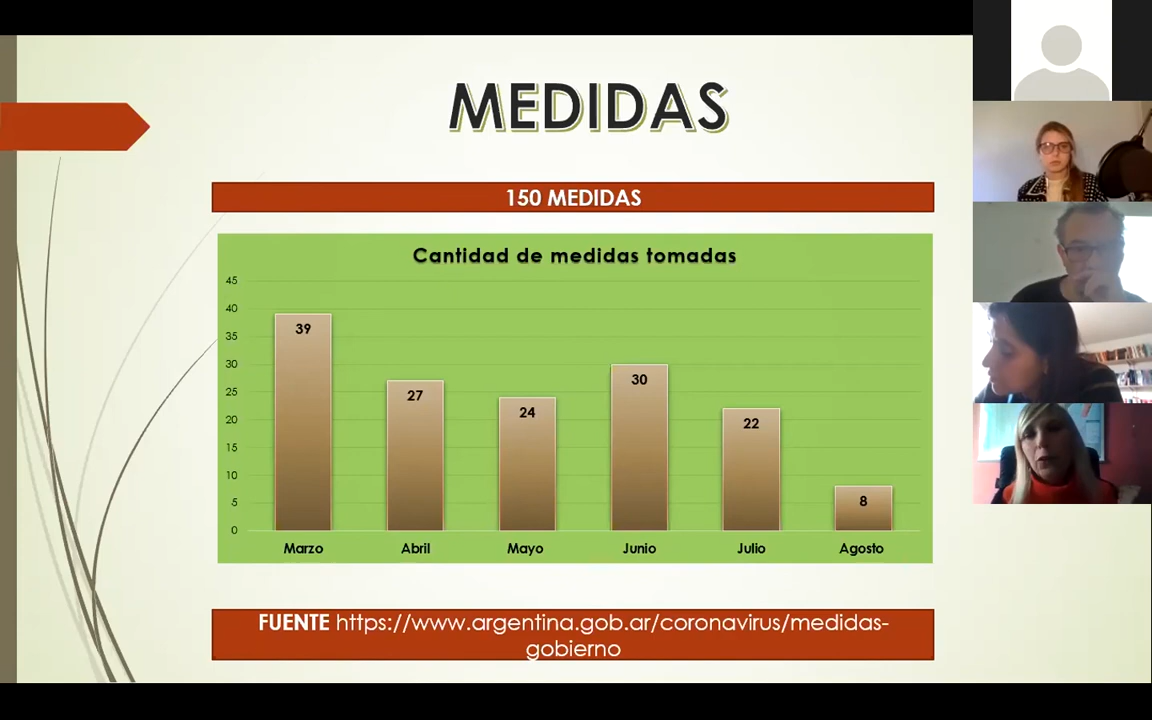 MEDIDAS
150 MEDIDAS
Cantidad de medidas tomadas
45
40
35
30
25
20
15
10
5
0
39
27
24
30
22
8
Marzo Abril Mayo Junio Julio Agosto
FUENTE https://www.argentina.gob.ar/coronavirus/medidas-
gobierno